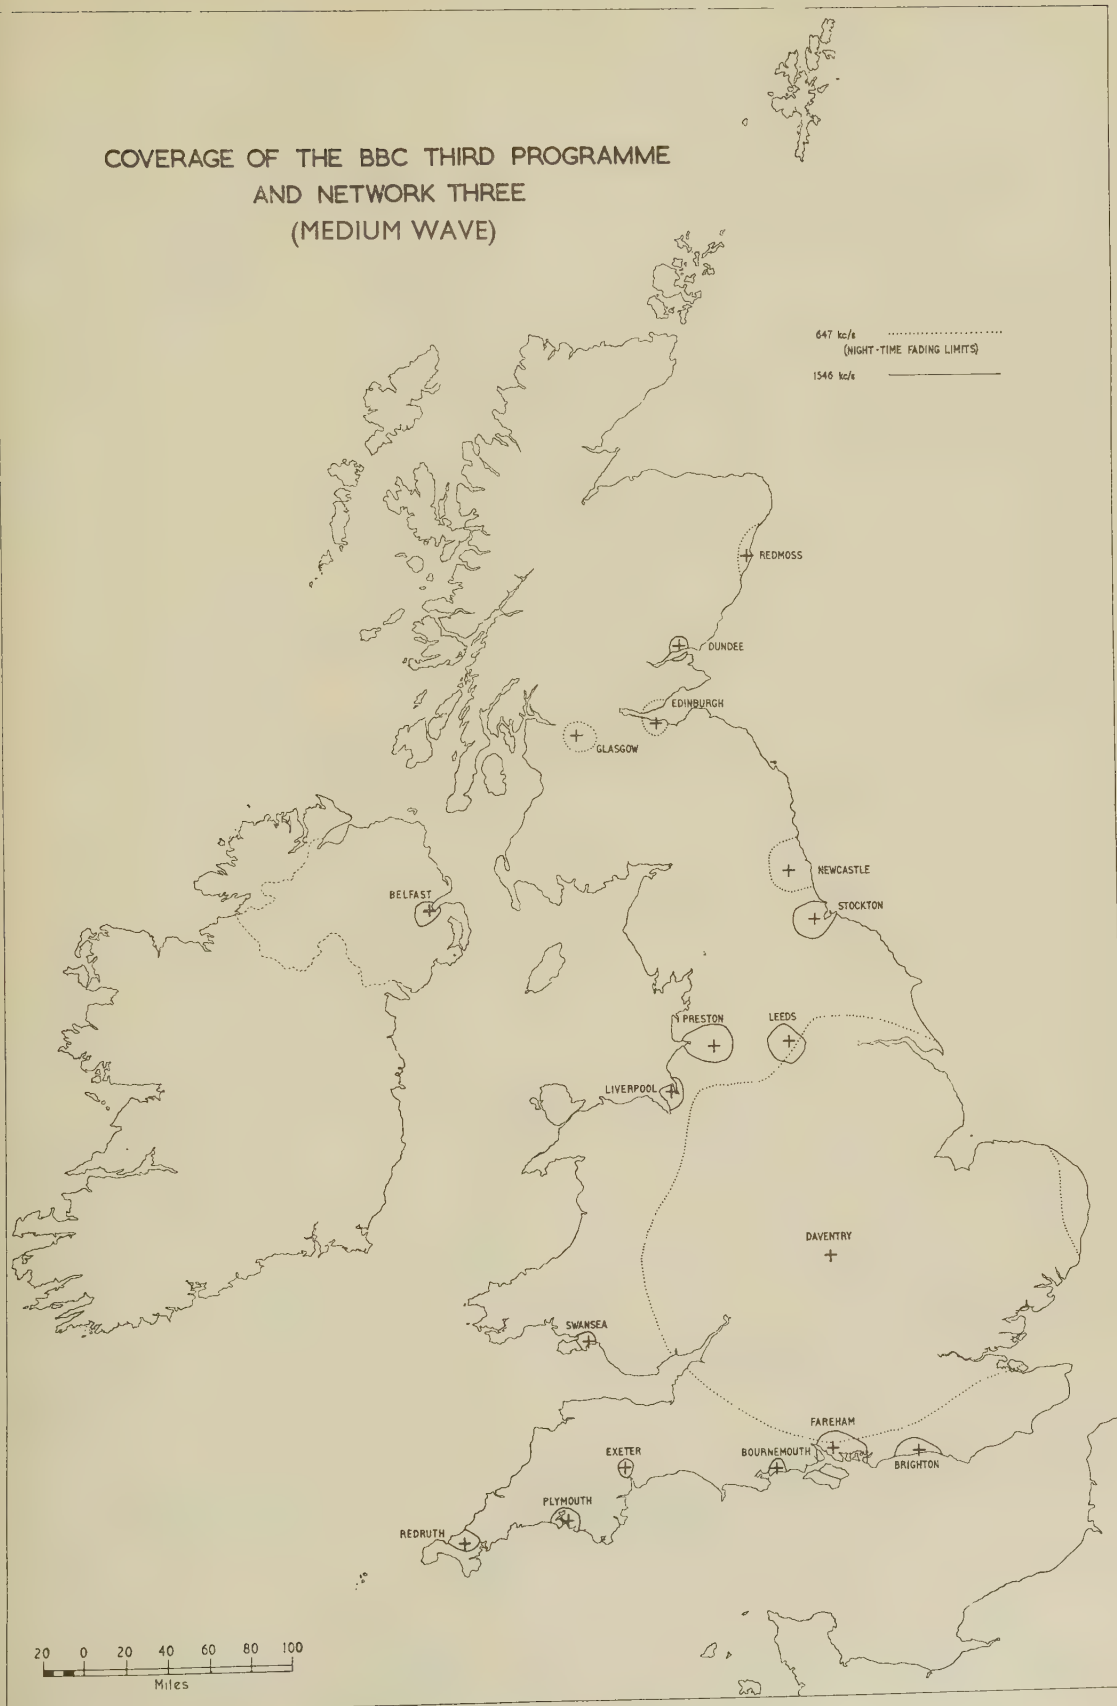 COVERAGE OF THE BBC THIRD PROGRAMME
AND NETWORK THREE
(MEDIUM WAVE)
647 kc/s
(NIGHT-TIME FADING LIMITS)
1546 kc/s
REDMOSS
DUNDEE
EDINBURGH
GLASGOW
NEWCASTLE
BELFAST
STOCKTON
PRESTON
LEEDS
LIVERPOOL
DAVENTRY
SWANSEA
FAREHAM
EXETER
BOURNEMOUTH
BRIGHTON
PLYMOUTH
REDRUTH
20 0 20 40 60 80 100
Miles